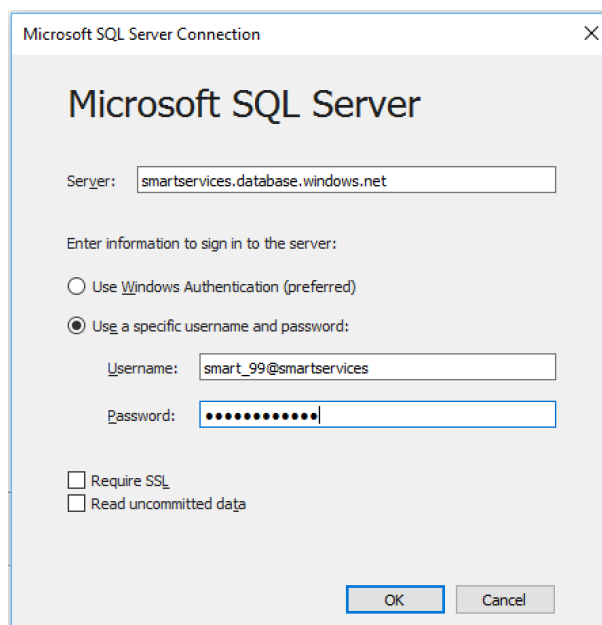 Microsoft SQL Server Connection
Microsoft SQL Server
Server: smartservices.database.windows.net
Enter information to sign in to the server:
Use Windows Authentication (preferred)
Use a specific username and password:
Username: smart_99@smartservices
Password: ●●●●●●●●●●●●
Require SSL
Read uncommitted data
OK Cancel